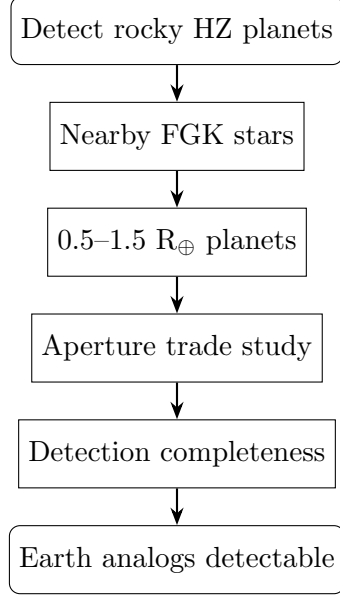 Detect rocky HZ planets
Nearby FGK stars
0.5–1.5 R⊕ planets
Aperture trade study
Detection completeness
Earth analogs detectable